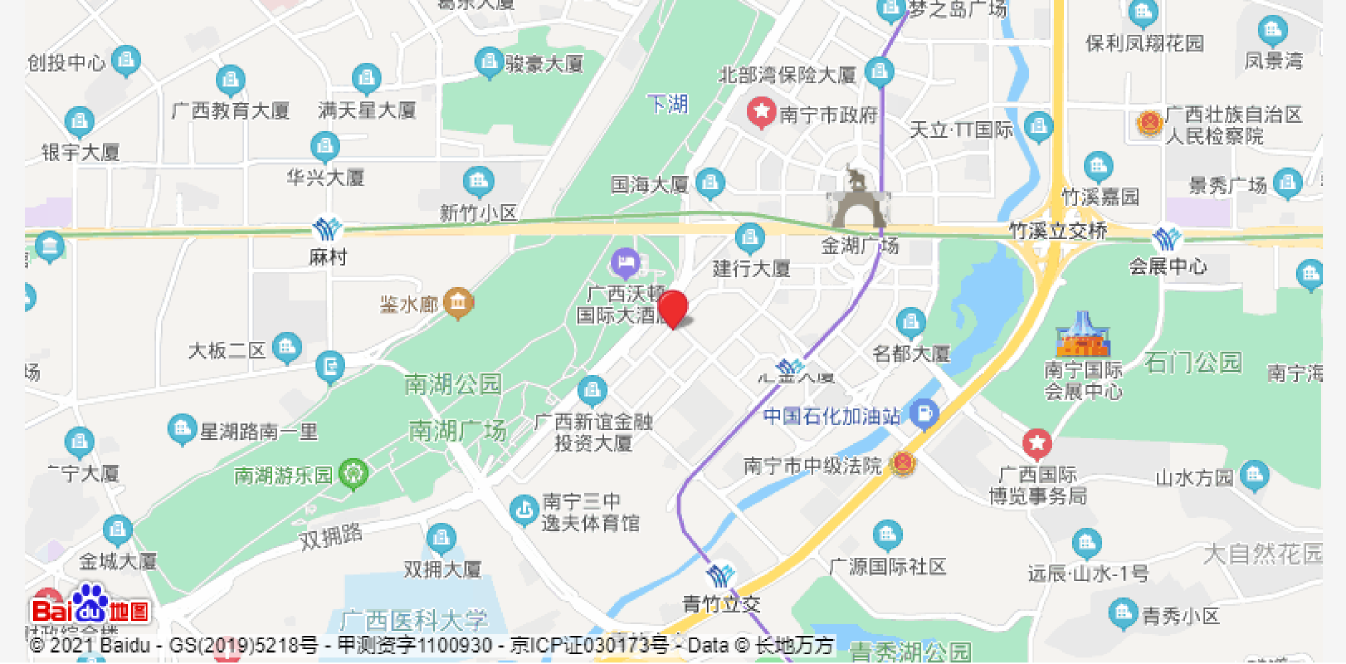 梦之岛广场
保利凤翔花园
凤景湾
创投中心
骏豪大厦
北部湾保险大厦
广西教育大厦
满天星大厦
下湖
南宁市政府
天立·TT国际
广西壮族自治区
人民检察院
银宇大厦
华兴大厦
国海大厦
新竹小区
竹溪嘉园
景秀广场
麻村
建行大厦
金湖广场
竹溪立交桥
会展中心
广西沃顿
国际大酒
鉴水廊
大板二区
名都大厦
南宁国际
会展中心
石门公园
场
南湖公园
汇金大厦
中国石化加油站
星湖路南一里
南湖广场
广西新谊金融
投资大厦
宁大厦
南湖游乐园
南宁市中级法院
广西国际
博览事务局
山水方园
南宁三中
逸夫体育馆
双拥路
金城大厦
双拥大厦
广源国际社区
远辰·山水-1号
大自然花园
青竹立交
青秀小区
广西医科大学
Bai du 地图
© 2021 Baidu - GS(2019)5218号 - 甲测资字1100930 - 京ICP证030173号 - Data © 长地万方
青秀湖公园